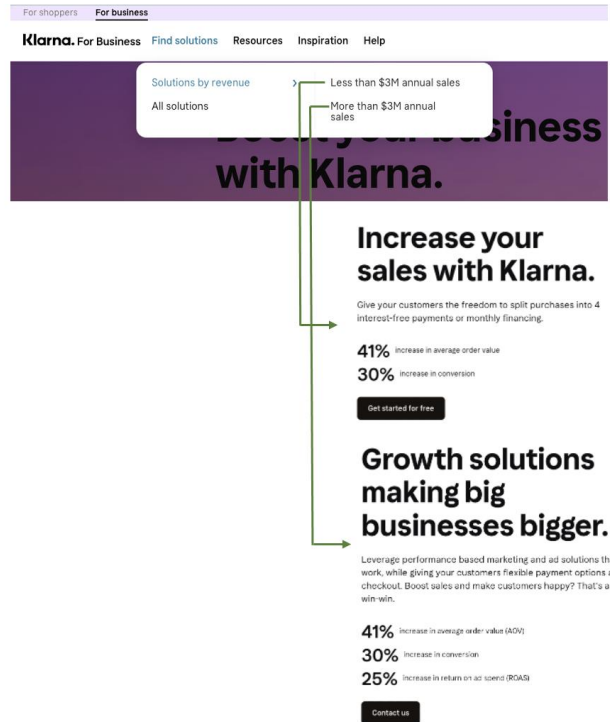 For shoppers For business
Klarna. For Business Find solutions Resources Inspiration Help
Solutions by revenue › Less than $3M annual sales
All solutions More than $3M annual
sales
Boost your business
with Klarna.
Increase your
sales with Klarna.
Give your customers the freedom to split purchases into 4
interest-free payments or monthly financing.
41% increase in average order value
30% increase in conversion
Get started for free
Growth solutions
making big
businesses bigger.
Leverage performance based marketing and ad solutions th
work, while giving your customers flexible payment options a
checkout. Boost sales and make customers happy? That's a
win-win.
41% increase in average order value (AOV)
30% increase in conversion
25% increase in return on ad spend (ROAS)
Contact us